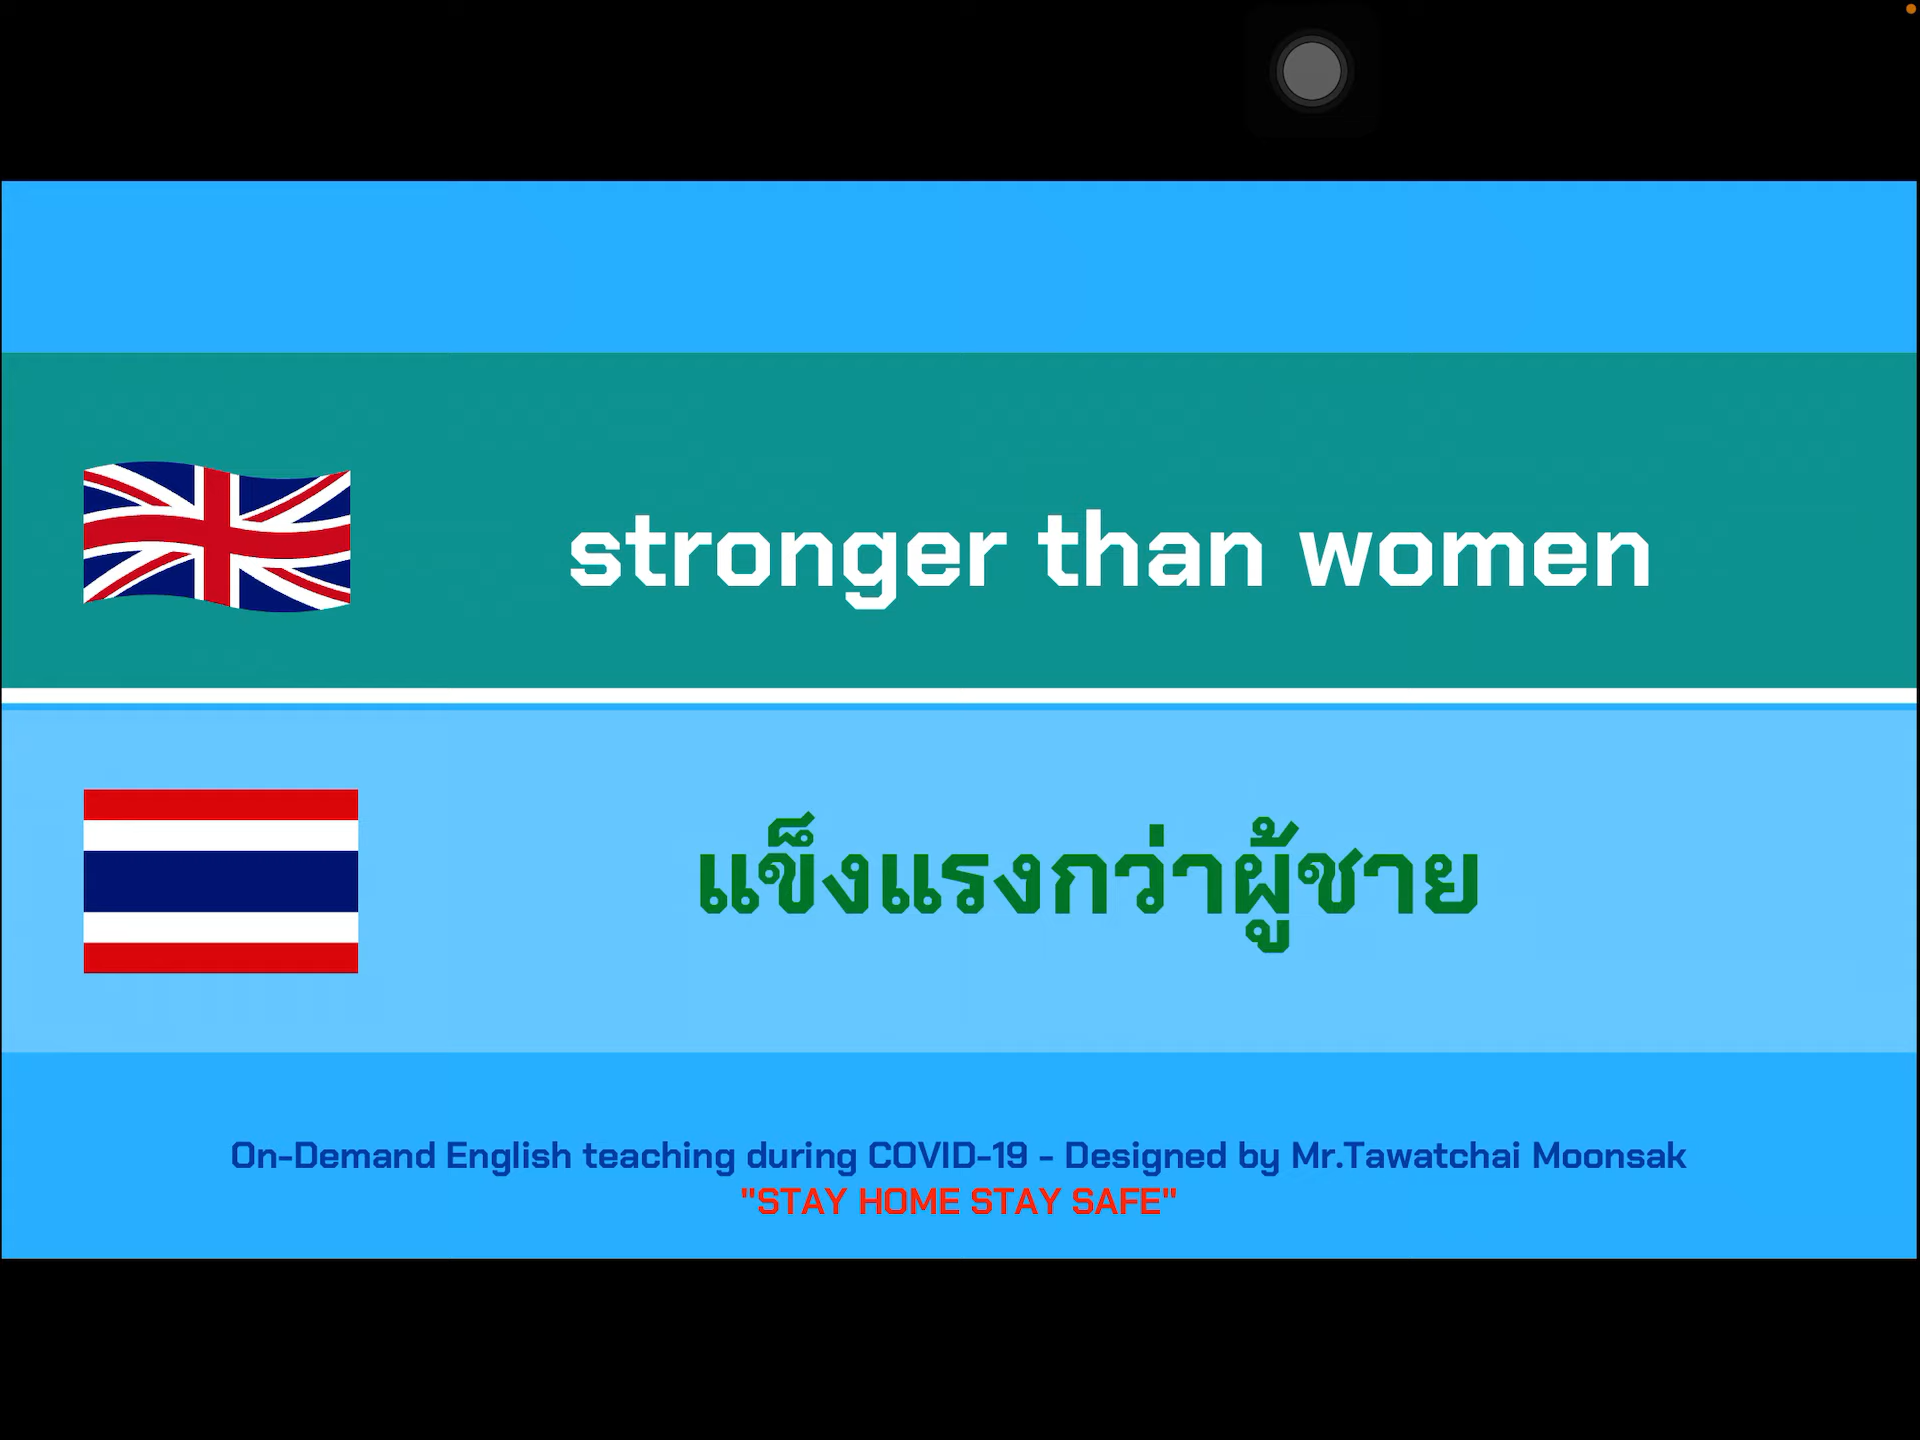 stronger than women
แข็งแรงกว่าผู้ชาย
On-Demand English teaching during COVID-19 - Designed by Mr.Tawatchai Moonsak
"STAY HOME STAY SAFE"